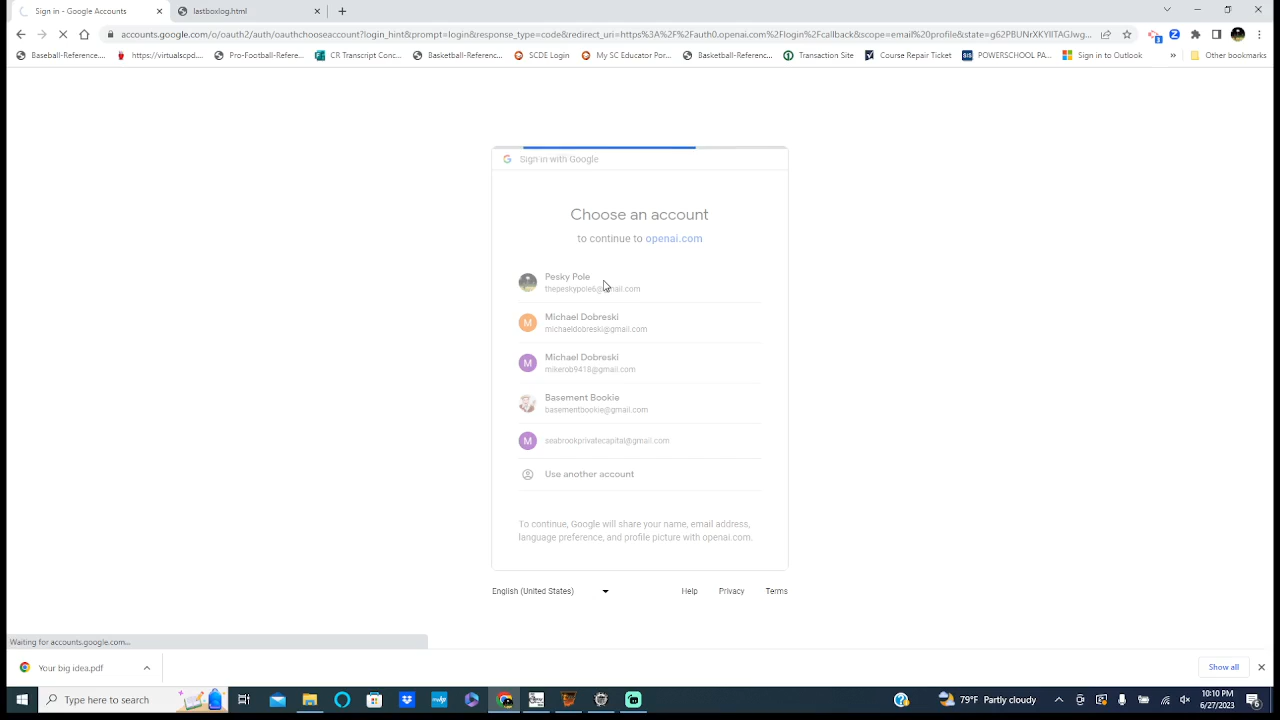 Sign in - Google Accounts
lastboxlog.html
accounts.google.com/o/oauth2/auth/oauthchooseaccount?login_hint&prompt=login&response_type=code&redirect_uri=https%3A%2F%2Fauth0.openai.com%2Flogin%2Fcallback&scope=email profile&state=
Baseball-Reference....
https://virtualscpd....
Pro-Football-Refere...
CR Transcript Conc...
Basketball-Referenc...
SCDE Login
My SC Educator Por...
Basketball-Referenc...
Transaction Site
Course Repair Ticket
SIS POWERSCHOOL PA...
Sign in to Outlook
»
Other bookmarks
Sign in with Google
Choose an account
to continue to openai.com
Pesky Pole
Michael Dobreski
michaeldobreski@gmail.com
Michael Dobreski
mikerob9418@gmail.com
Basement Bookie
basementbookie@gmail.com
seabrookprivatecapital@gmail.com
Use another account
To continue, Google will share your name, email address,
language preference, and profile picture with openai.com.
English (United States)
Help
Privacy
Terms
Waiting for accounts.google.com...
Your big idea.pdf
Show all
Type here to search
79°F Partly cloudy
10:10 PM
6/27/2023